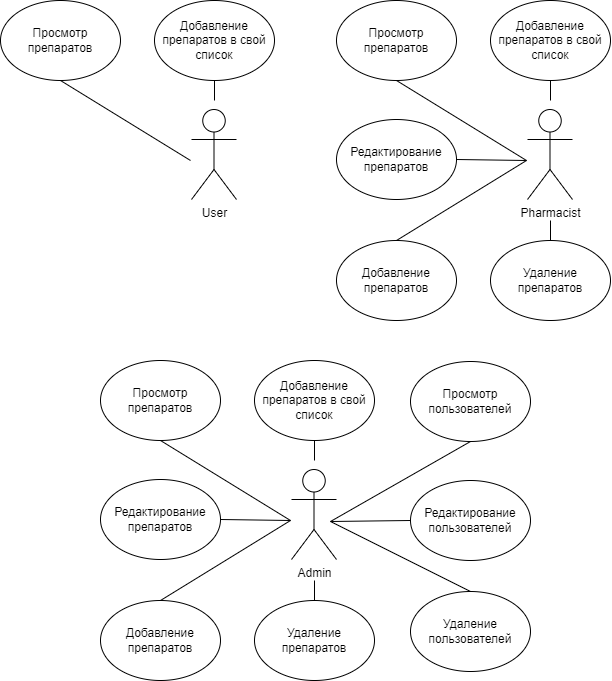 Просмотр
препаратов
Добавление
препаратов в свой
список
User
Просмотр
препаратов
Добавление
препаратов в свой
список
Редактирование
препаратов
Pharmacist
Добавление
препаратов
Удаление
препаратов
Просмотр
препаратов
Добавление
препаратов в свой
список
Просмотр
пользователей
Редактирование
препаратов
Редактирование
пользователей
Admin
Добавление
препаратов
Удаление
препаратов
Удаление
пользователей